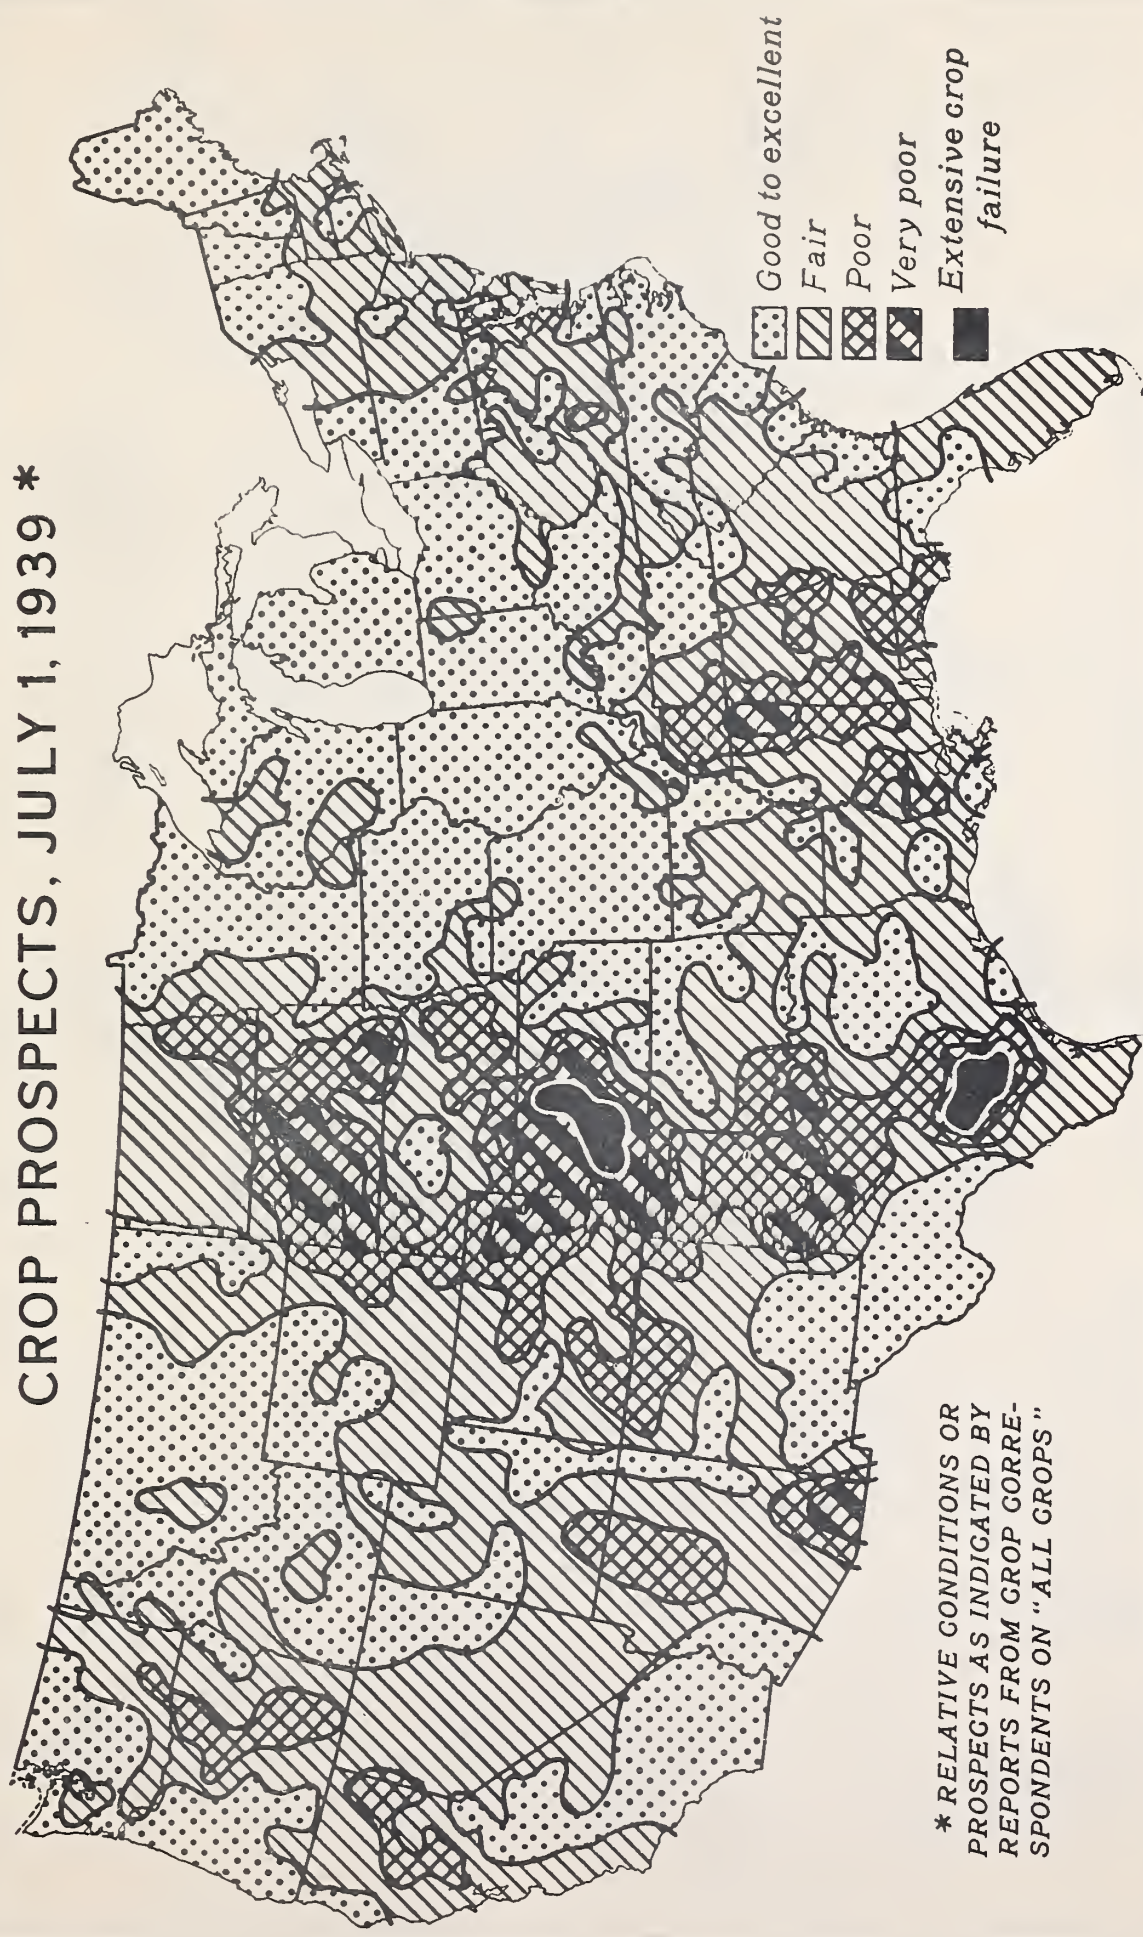 CROP PROSPECTS, JULY 1, 1939 *
Good to excellent
Fair
Poor
Very poor
Extensive crop
failure
* RELATIVE CONDITIONS OR
PROSPECTS AS INDICATED BY
REPORTS FROM CROP CORRE-
SPONDENTS ON "ALL CROPS"